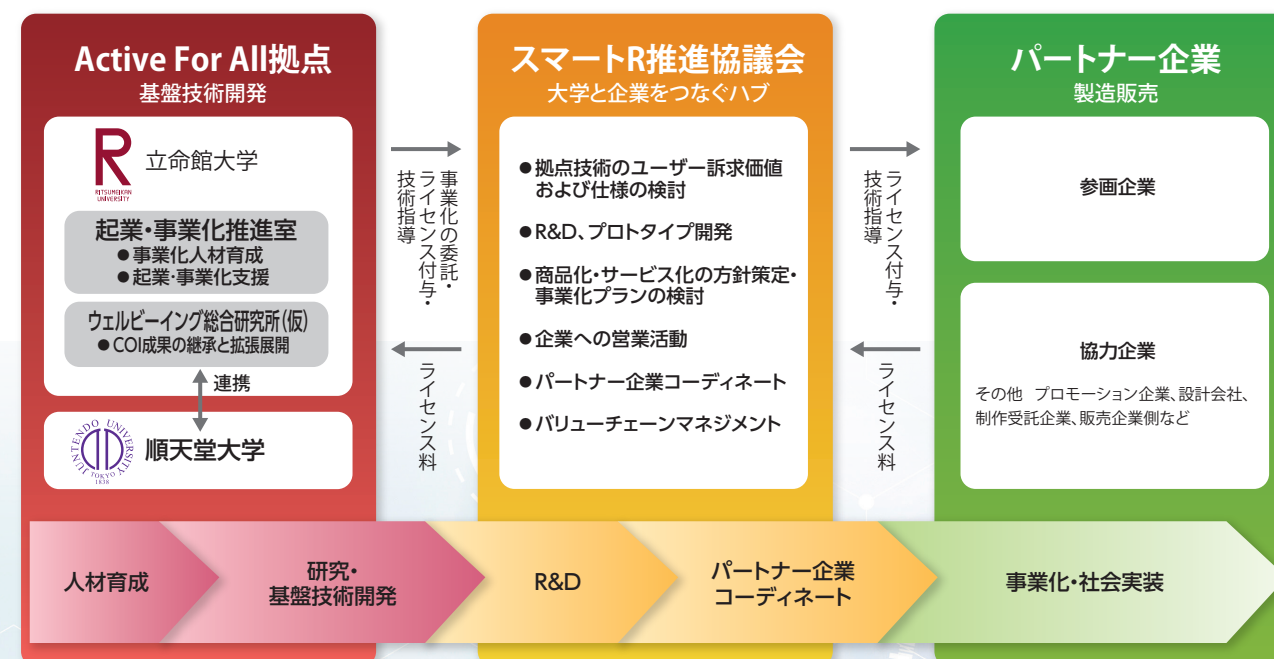 Active For All拠点
基盤技術開発
R
RITSUMEIKAN
UNIVERSITY
立命館大学
起業・事業化推進室
●事業化人材育成
●起業・事業化支援
ウェルビーイング総合研究所(仮)
●COI成果の継承と拡張展開
連携
JUNTENDO UNIVERSITY
TOKYO
1838
順天堂大学
事業化の委託・
ライセンス付与・
技術指導
ライセンス料
スマートR推進協議会
大学と企業をつなぐハブ
●拠点技術のユーザー訴求価値
および仕様の検討
●R&D、プロトタイプ開発
●商品化・サービス化の方針策定・
事業化プランの検討
●企業への営業活動
●パートナー企業コーディネート
●バリューチェーンマネジメント
ライセンス付与・
技術指導
ライセンス料
パートナー企業
製造販売
参画企業
協力企業
その他 プロモーション企業、設計会社、
制作受託企業、販売企業側など
人材育成
研究・
基盤技術開発
R&D
パートナー企業
コーディネート
事業化・社会実装